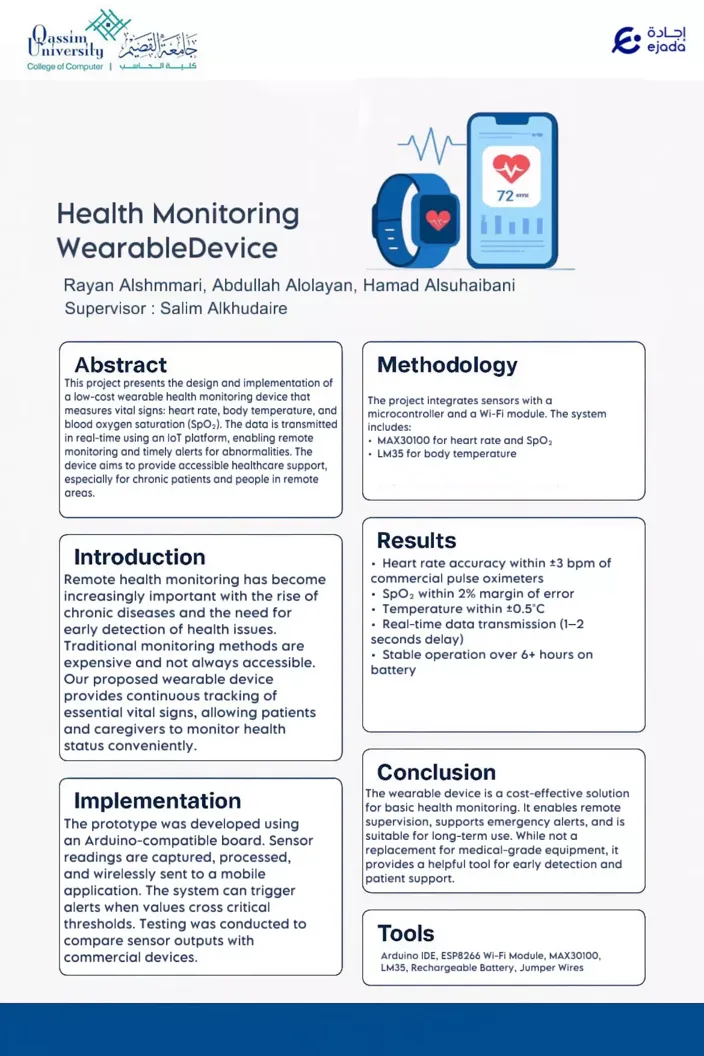 Qassim
University
College of Computer |
جامعة القصيم
كلية الحاسب
إجادة
ejada
72
Health Monitoring
WearableDevice
Rayan Alshmmari, Abdullah Alolayan, Hamad Alsuhaibani
Supervisor : Salim Alkhudaire
Abstract
This project presents the design and implementation of
a low-cost wearable health monitoring device that
measures vital signs: heart rate, body temperature, and
blood oxygen saturation (SpO₂). The data is transmitted
in real-time using an IoT platform, enabling remote
monitoring and timely alerts for abnormalities. The
device aims to provide accessible healthcare support,
especially for chronic patients and people in remote
areas.
Introduction
Remote health monitoring has become
increasingly important with the rise of
chronic diseases and the need for
early detection of health issues.
Traditional monitoring methods are
expensive and not always accessible.
Our proposed wearable device
provides continuous tracking of
essential vital signs, allowing patients
and caregivers to monitor health
status conveniently.
Implementation
The prototype was developed using
an Arduino-compatible board. Sensor
readings are captured, processed,
and wirelessly sent to a mobile
application. The system can trigger
alerts when values cross critical
thresholds. Testing was conducted to
compare sensor outputs with
commercial devices.
Methodology
The project integrates sensors with a
microcontroller and a Wi-Fi module. The system
includes:
• MAX30100 for heart rate and SpO₂
• LM35 for body temperature
Results
• Heart rate accuracy within ±3 bpm of
commercial pulse oximeters
• SpO₂ within 2% margin of error
• Temperature within ±0.5°C
• Real-time data transmission (1–2
seconds delay)
• Stable operation over 6+ hours on
battery
Conclusion
The wearable device is a cost-effective solution
for basic health monitoring. It enables remote
supervision, supports emergency alerts, and is
suitable for long-term use. While not a
replacement for medical-grade equipment, it
provides a helpful tool for early detection and
patient support.
Tools
Arduino IDE, ESP8266 Wi-Fi Module, MAX30100,
LM35, Rechargeable Battery, Jumper Wires